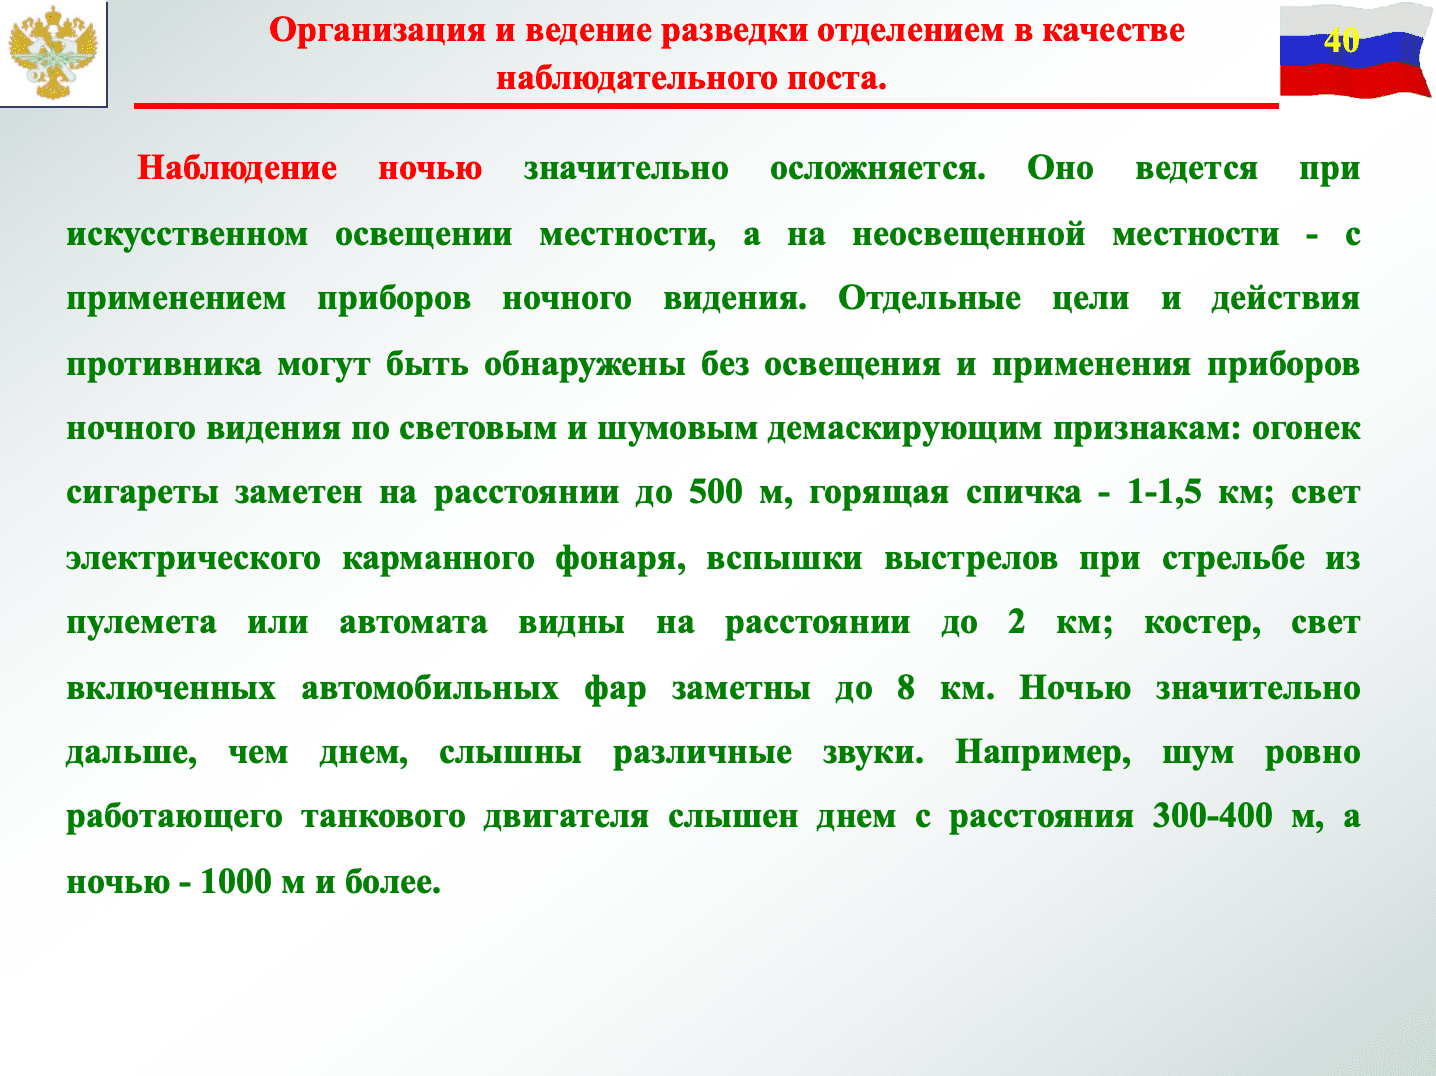 Организация и ведение разведки отделением в качестве
наблюдательного поста.
40
Наблюдение ночью значительно осложняется. Оно ведется при
искусственном освещении местности, а на неосвещенной местности - с
применением приборов ночного видения. Отдельные цели и действия
противника могут быть обнаружены без освещения и применения приборов
ночного видения по световым и шумовым демаскирующим признакам: огонек
сигареты заметен на расстоянии до 500 м, горящая спичка - 1-1,5 км; свет
электрического карманного фонаря, вспышки выстрелов при стрельбе из
пулемета или автомата видны на расстоянии до 2 км; костер, свет
включенных автомобильных фар заметны до 8 км. Ночью значительно
дальше, чем днем, слышны различные звуки. Например, шум ровно
работающего танкового двигателя слышен днем с расстояния 300-400 м, а
ночью - 1000 м и более.